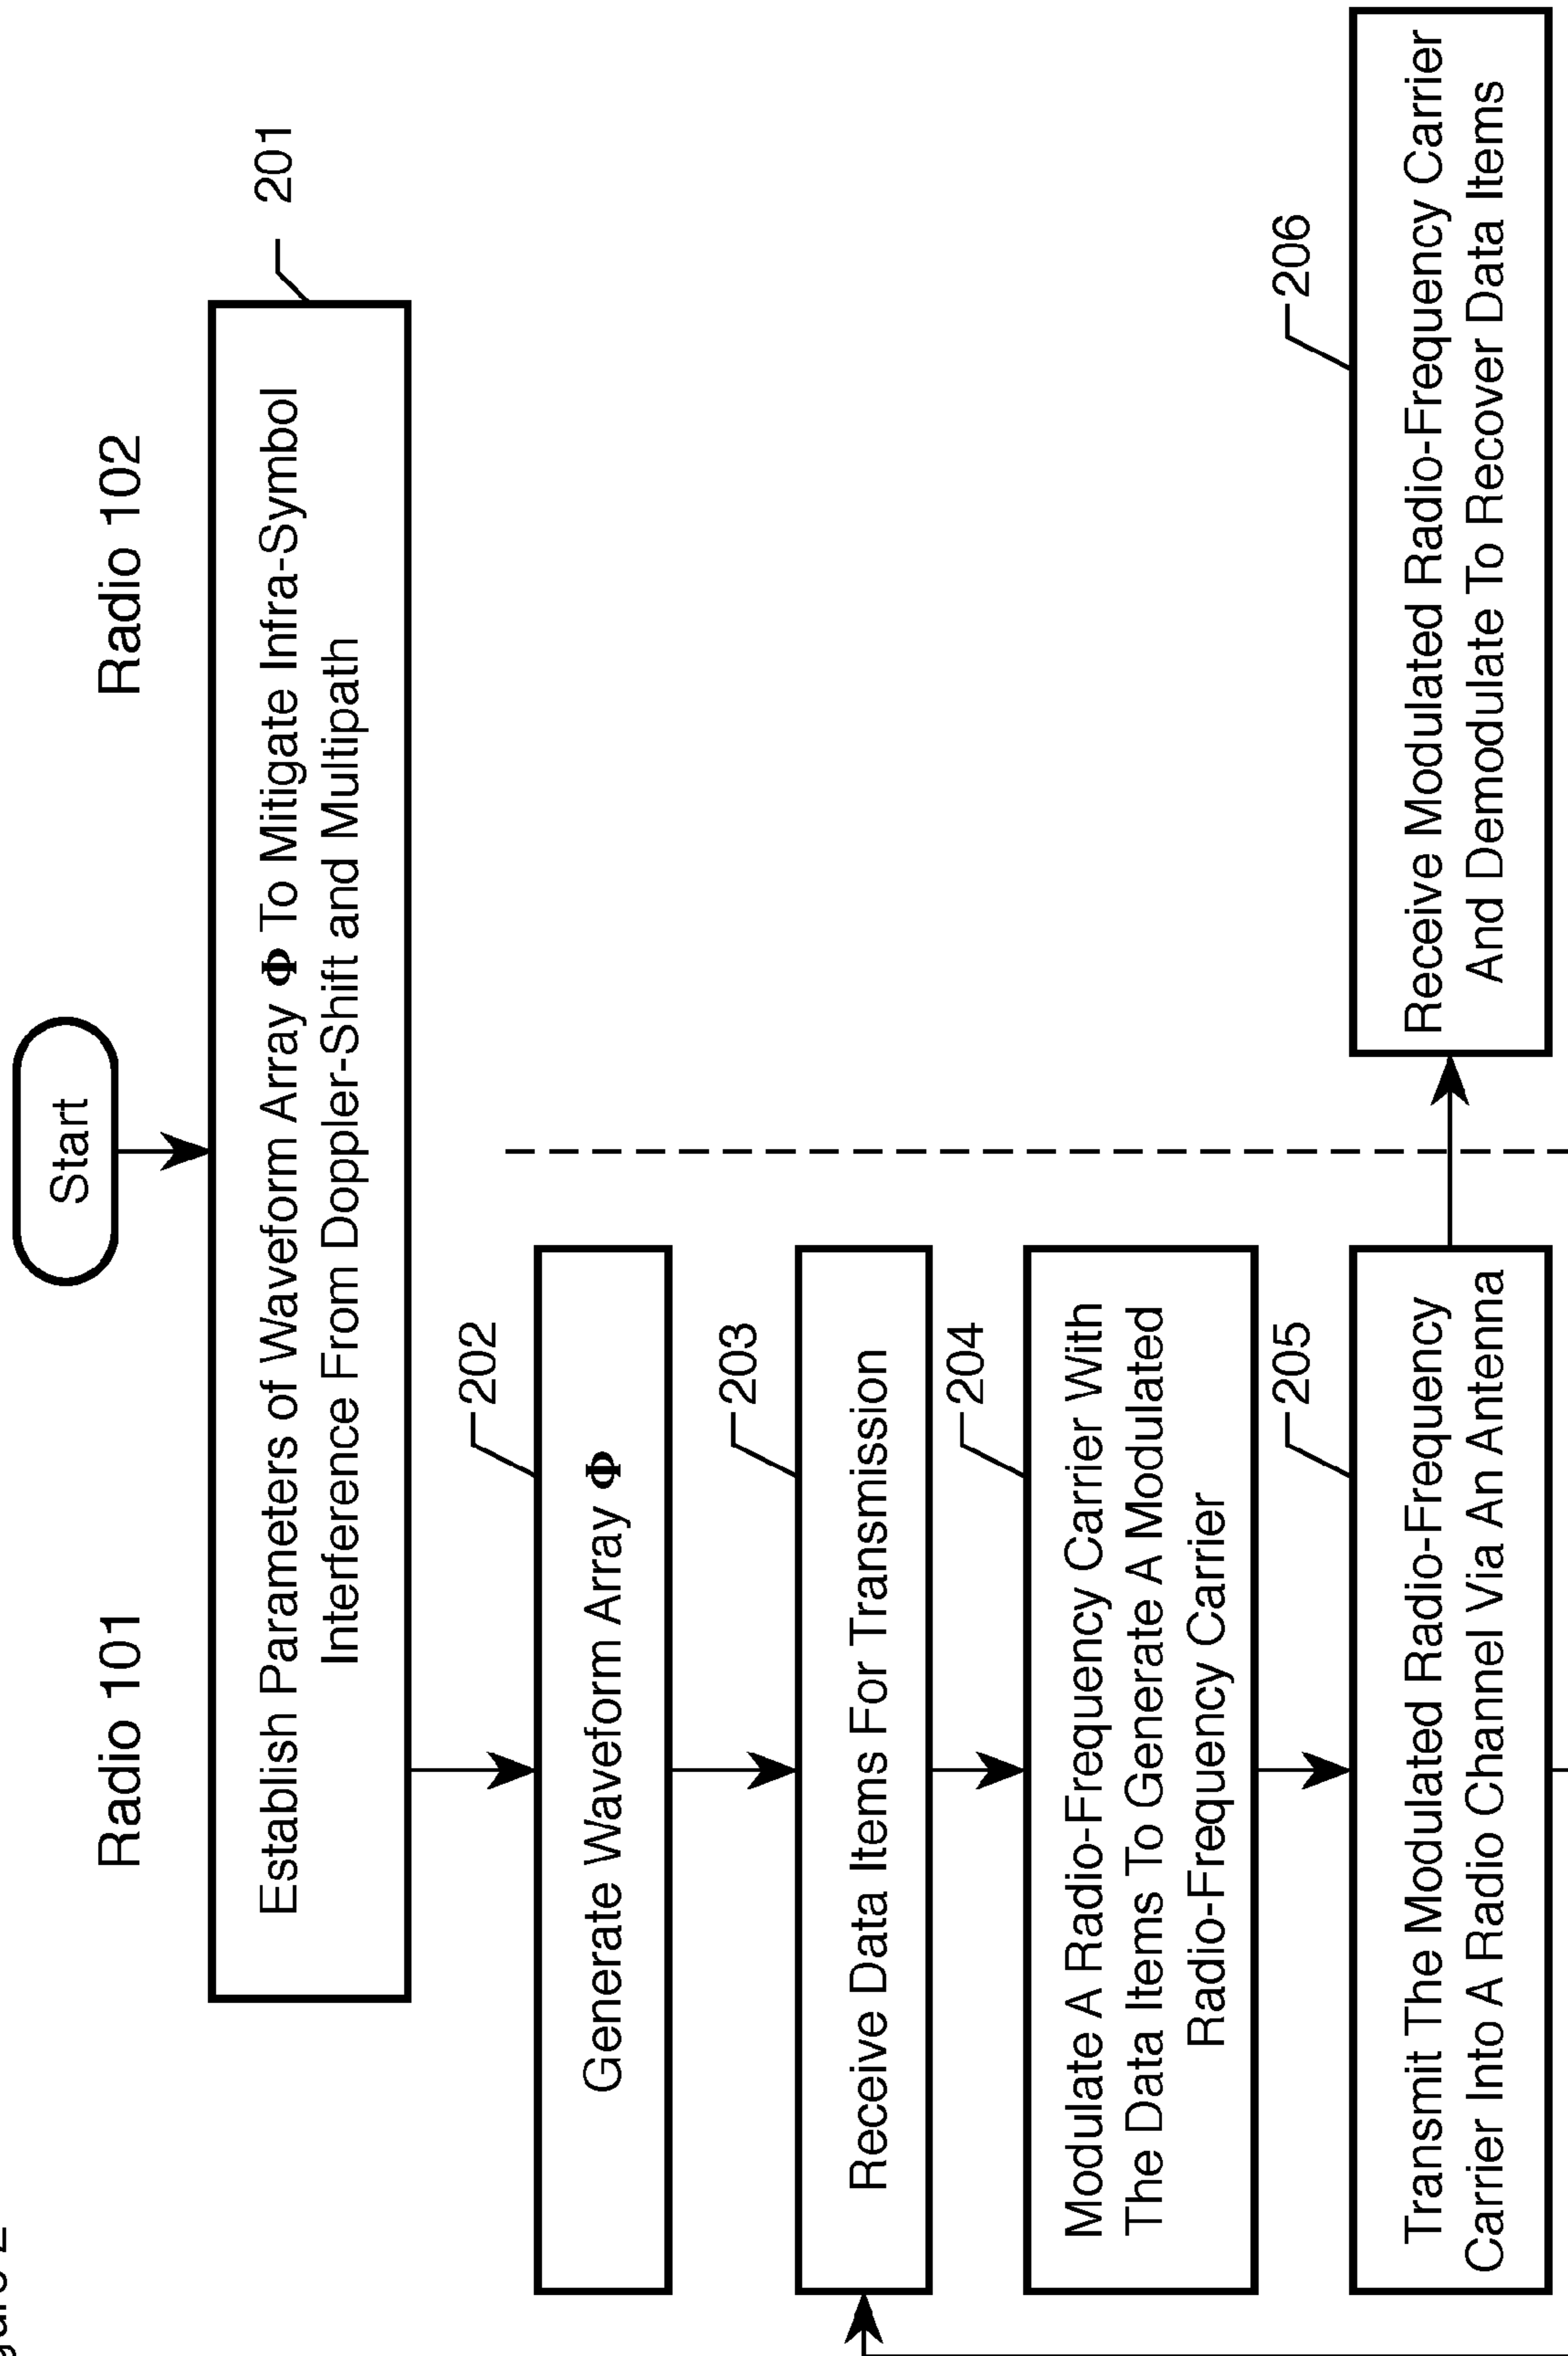 Start
Radio 101
Radio 102
201
Establish Parameters of Waveform Array Φ To Mitigate Infra-Symbol
Interference From Doppler-Shift and Multipath
202
Generate Waveform Array Φ
203
Receive Data Items For Transmission
204
Modulate A Radio-Frequency Carrier With
The Data Items To Generate A Modulated
Radio-Frequency Carrier
205
Transmit The Modulated Radio-Frequency
Carrier Into A Radio Channel Via An Antenna
206
Receive Modulated Radio-Frequency Carrier
And Demodulate To Recover Data Items